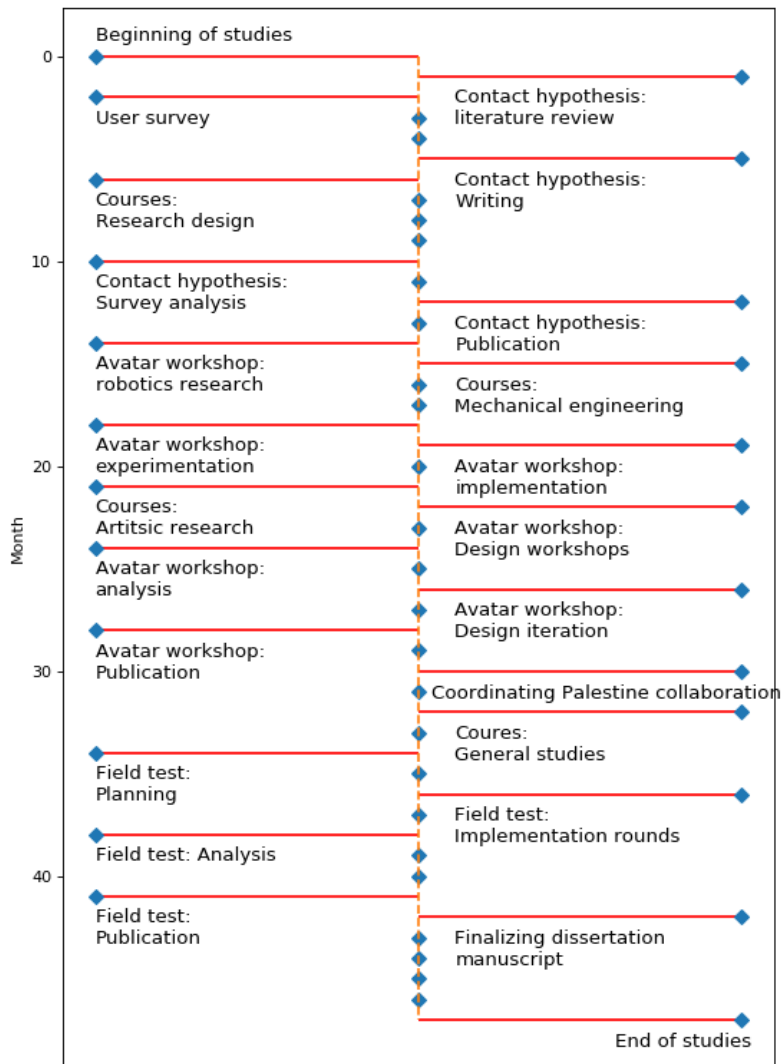 Beginning of studies
0
Contact hypothesis:
literature review
User survey
Contact hypothesis:
Writing
Courses:
Research design
10
Contact hypothesis:
Survey analysis
Contact hypothesis:
Publication
Avatar workshop:
robotics research
Courses:
Mechanical engineering
Avatar workshop:
experimentation
20
Avatar workshop:
implementation
Courses:
Artitsic research
Month
Avatar workshop:
Design workshops
Avatar workshop:
analysis
Avatar workshop:
Design iteration
Avatar workshop:
Publication
30
Coordinating Palestine collaboration
Coures:
General studies
Field test:
Planning
Field test:
Implementation rounds
Field test: Analysis
40
Field test:
Publication
Finalizing dissertation
manuscript
End of studies